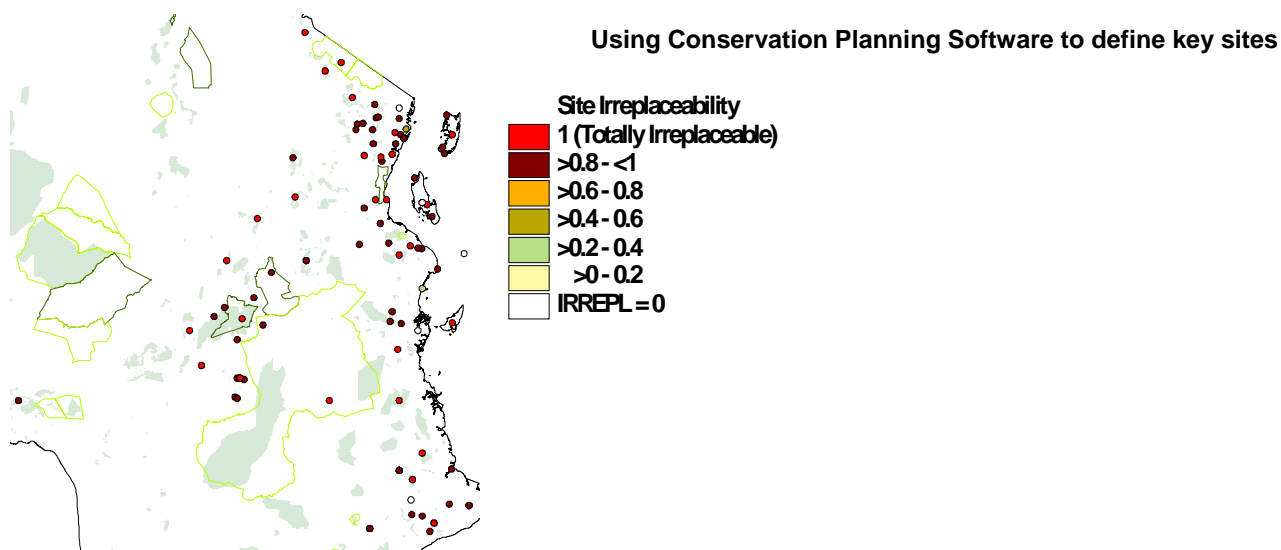 Using Conservation Planning Software to define key sites
Site Irreplaceability
1 (Totally Irreplaceable)
>0.8 - <1
>0.6 - 0.8
>0.4 - 0.6
>0.2 - 0.4
>0 - 0.2
IRREPL = 0